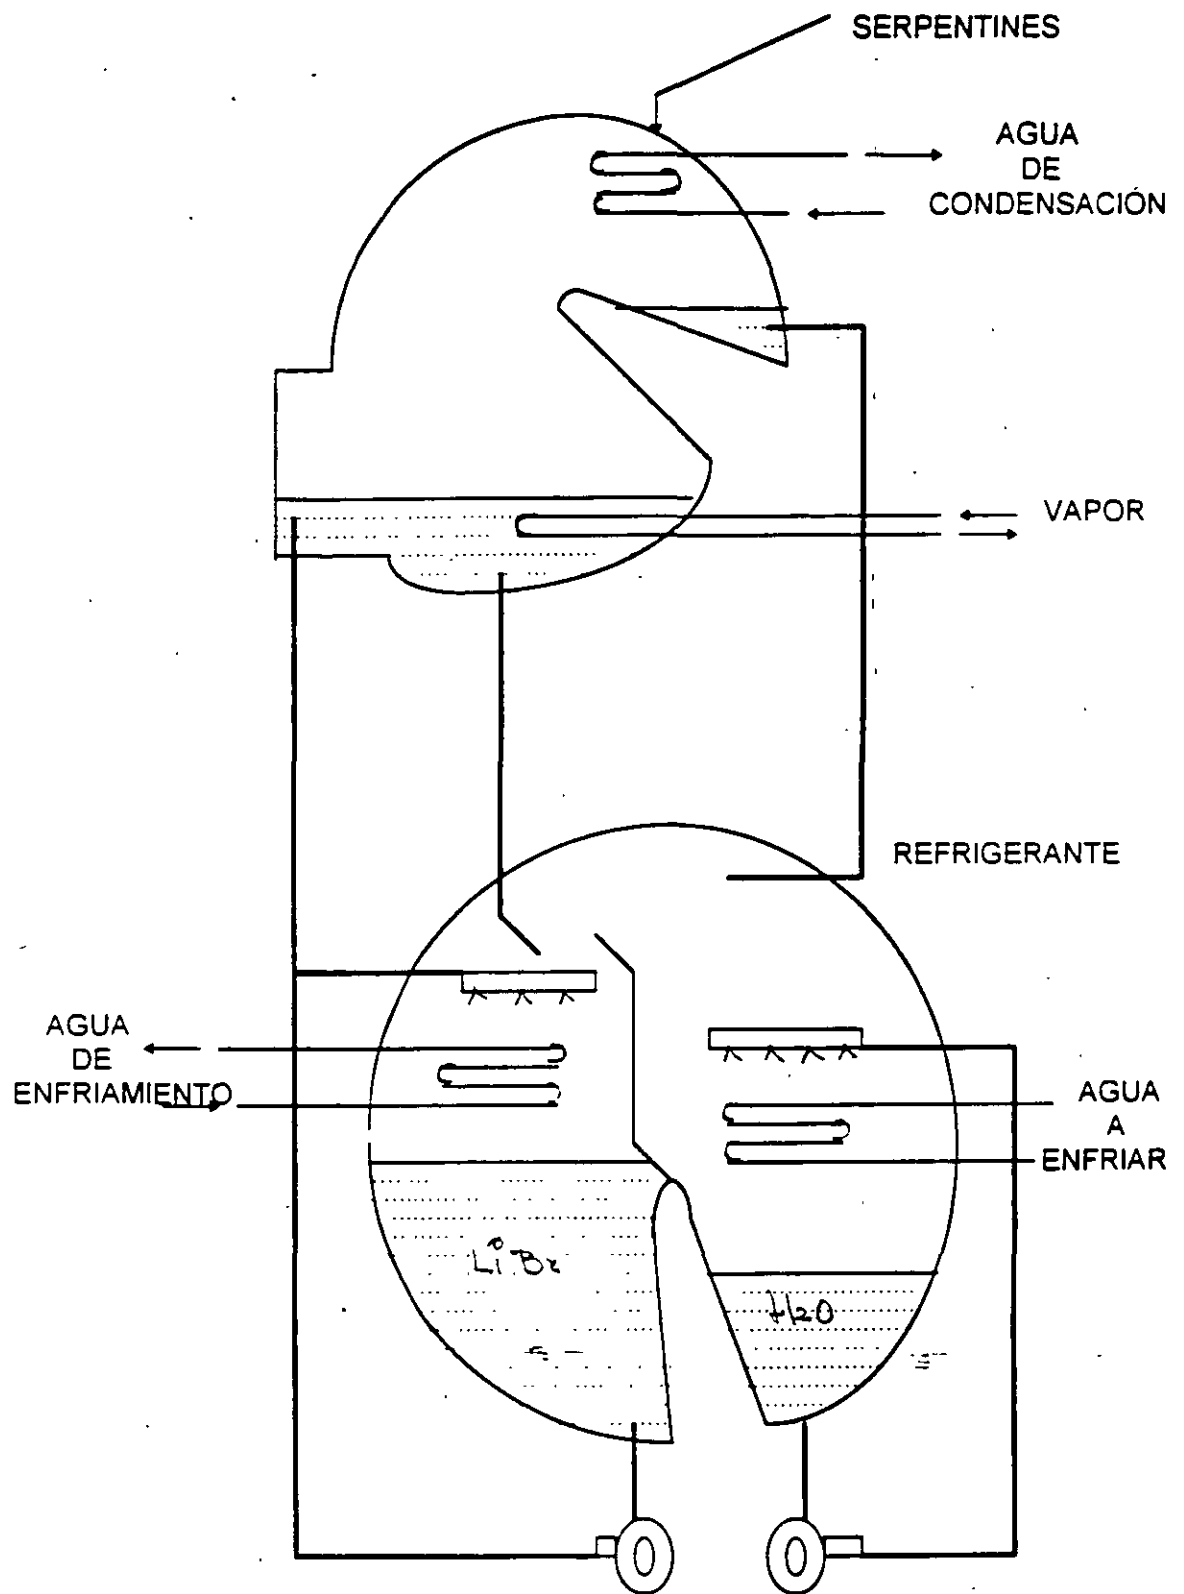 SERPENTINES
AGUA
DE
CONDENSACIÓN
VAPOR
REFRIGERANTE
AGUA
DE
ENFRIAMIENTO
AGUA
A
ENFRIAR
LiBr
H2O